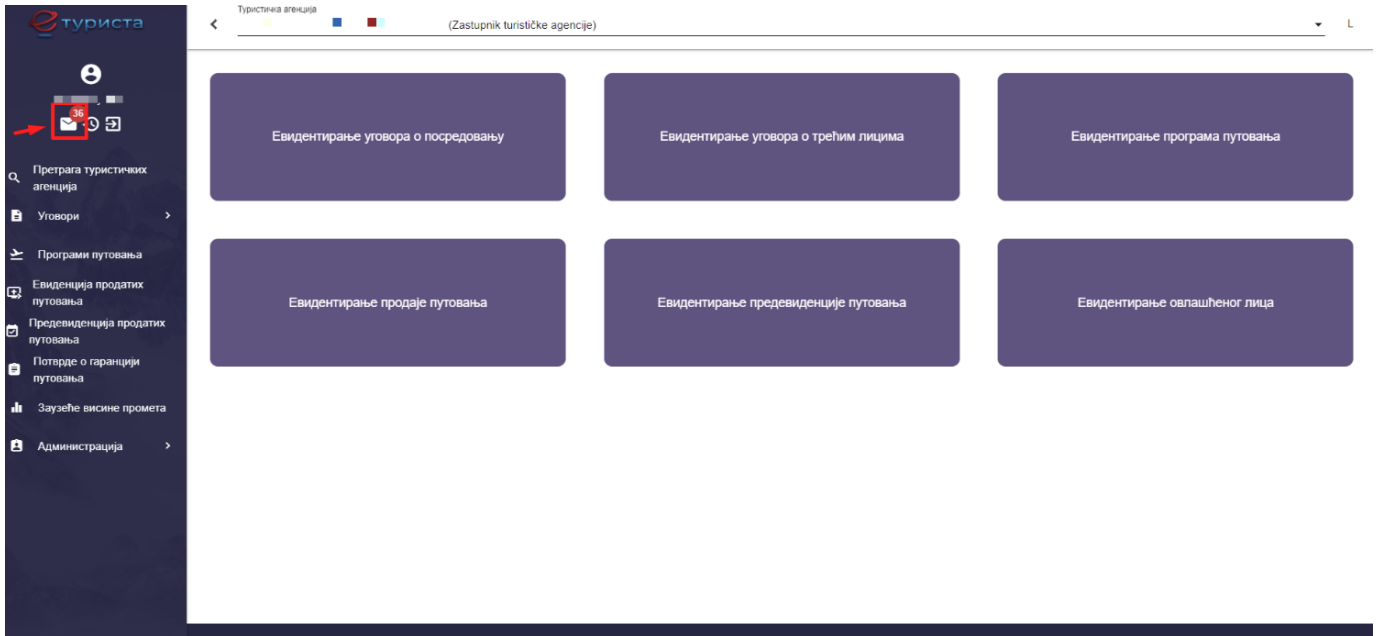 е туриста
Туристичка агенција
(Zastupnik turističke agencije)
L
36
Претрага туристичких
агенција
Уговори
Програми путовања
Евиденција продатих
путовања
Предевиденција продатих
путовања
Потврде о гаранцији
путовања
Заузеће висине промета
Администрација
Евидентирање уговора о посредовању
Евидентирање уговора о трећим лицима
Евидентирање програма путовања
Евидентирање продаје путовања
Евидентирање предевиденције путовања
Евидентирање овлашћеног лица